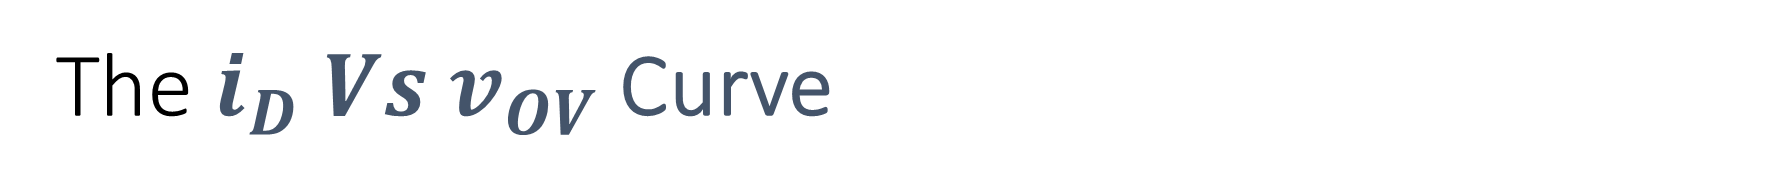 The i_D Vs v_OV Curve